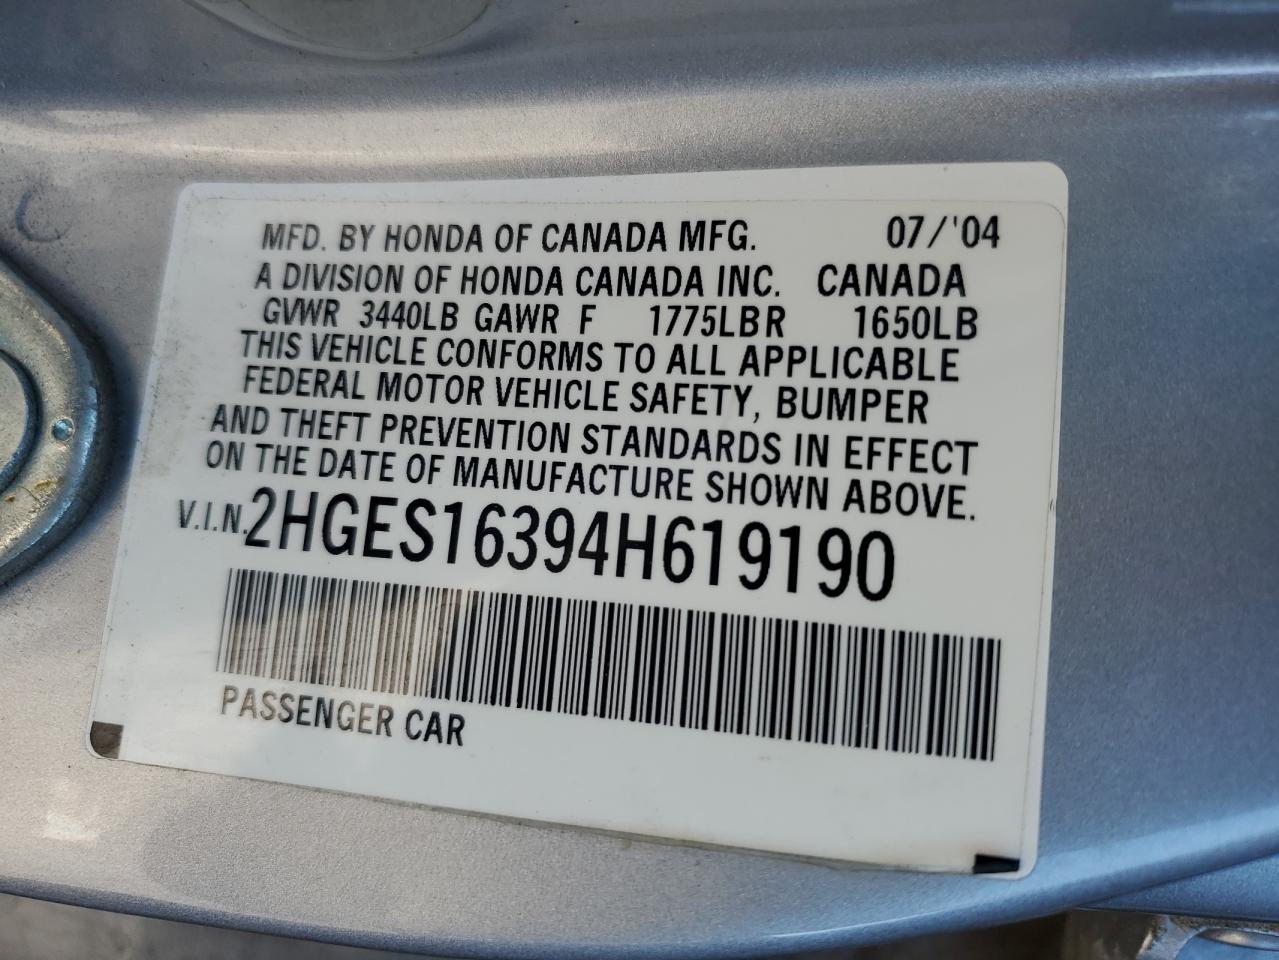 MFD. BY HONDA OF CANADA MFG. 07/'04
A DIVISION OF HONDA CANADA INC. CANADA
GVWR 3440LB GAWR F 1775LB R 1650LB
THIS VEHICLE CONFORMS TO ALL APPLICABLE
FEDERAL MOTOR VEHICLE SAFETY, BUMPER
AND THEFT PREVENTION STANDARDS IN EFFECT
ON THE DATE OF MANUFACTURE SHOWN ABOVE.
V.I.N. 2HGES16394H619190
PASSENGER CAR